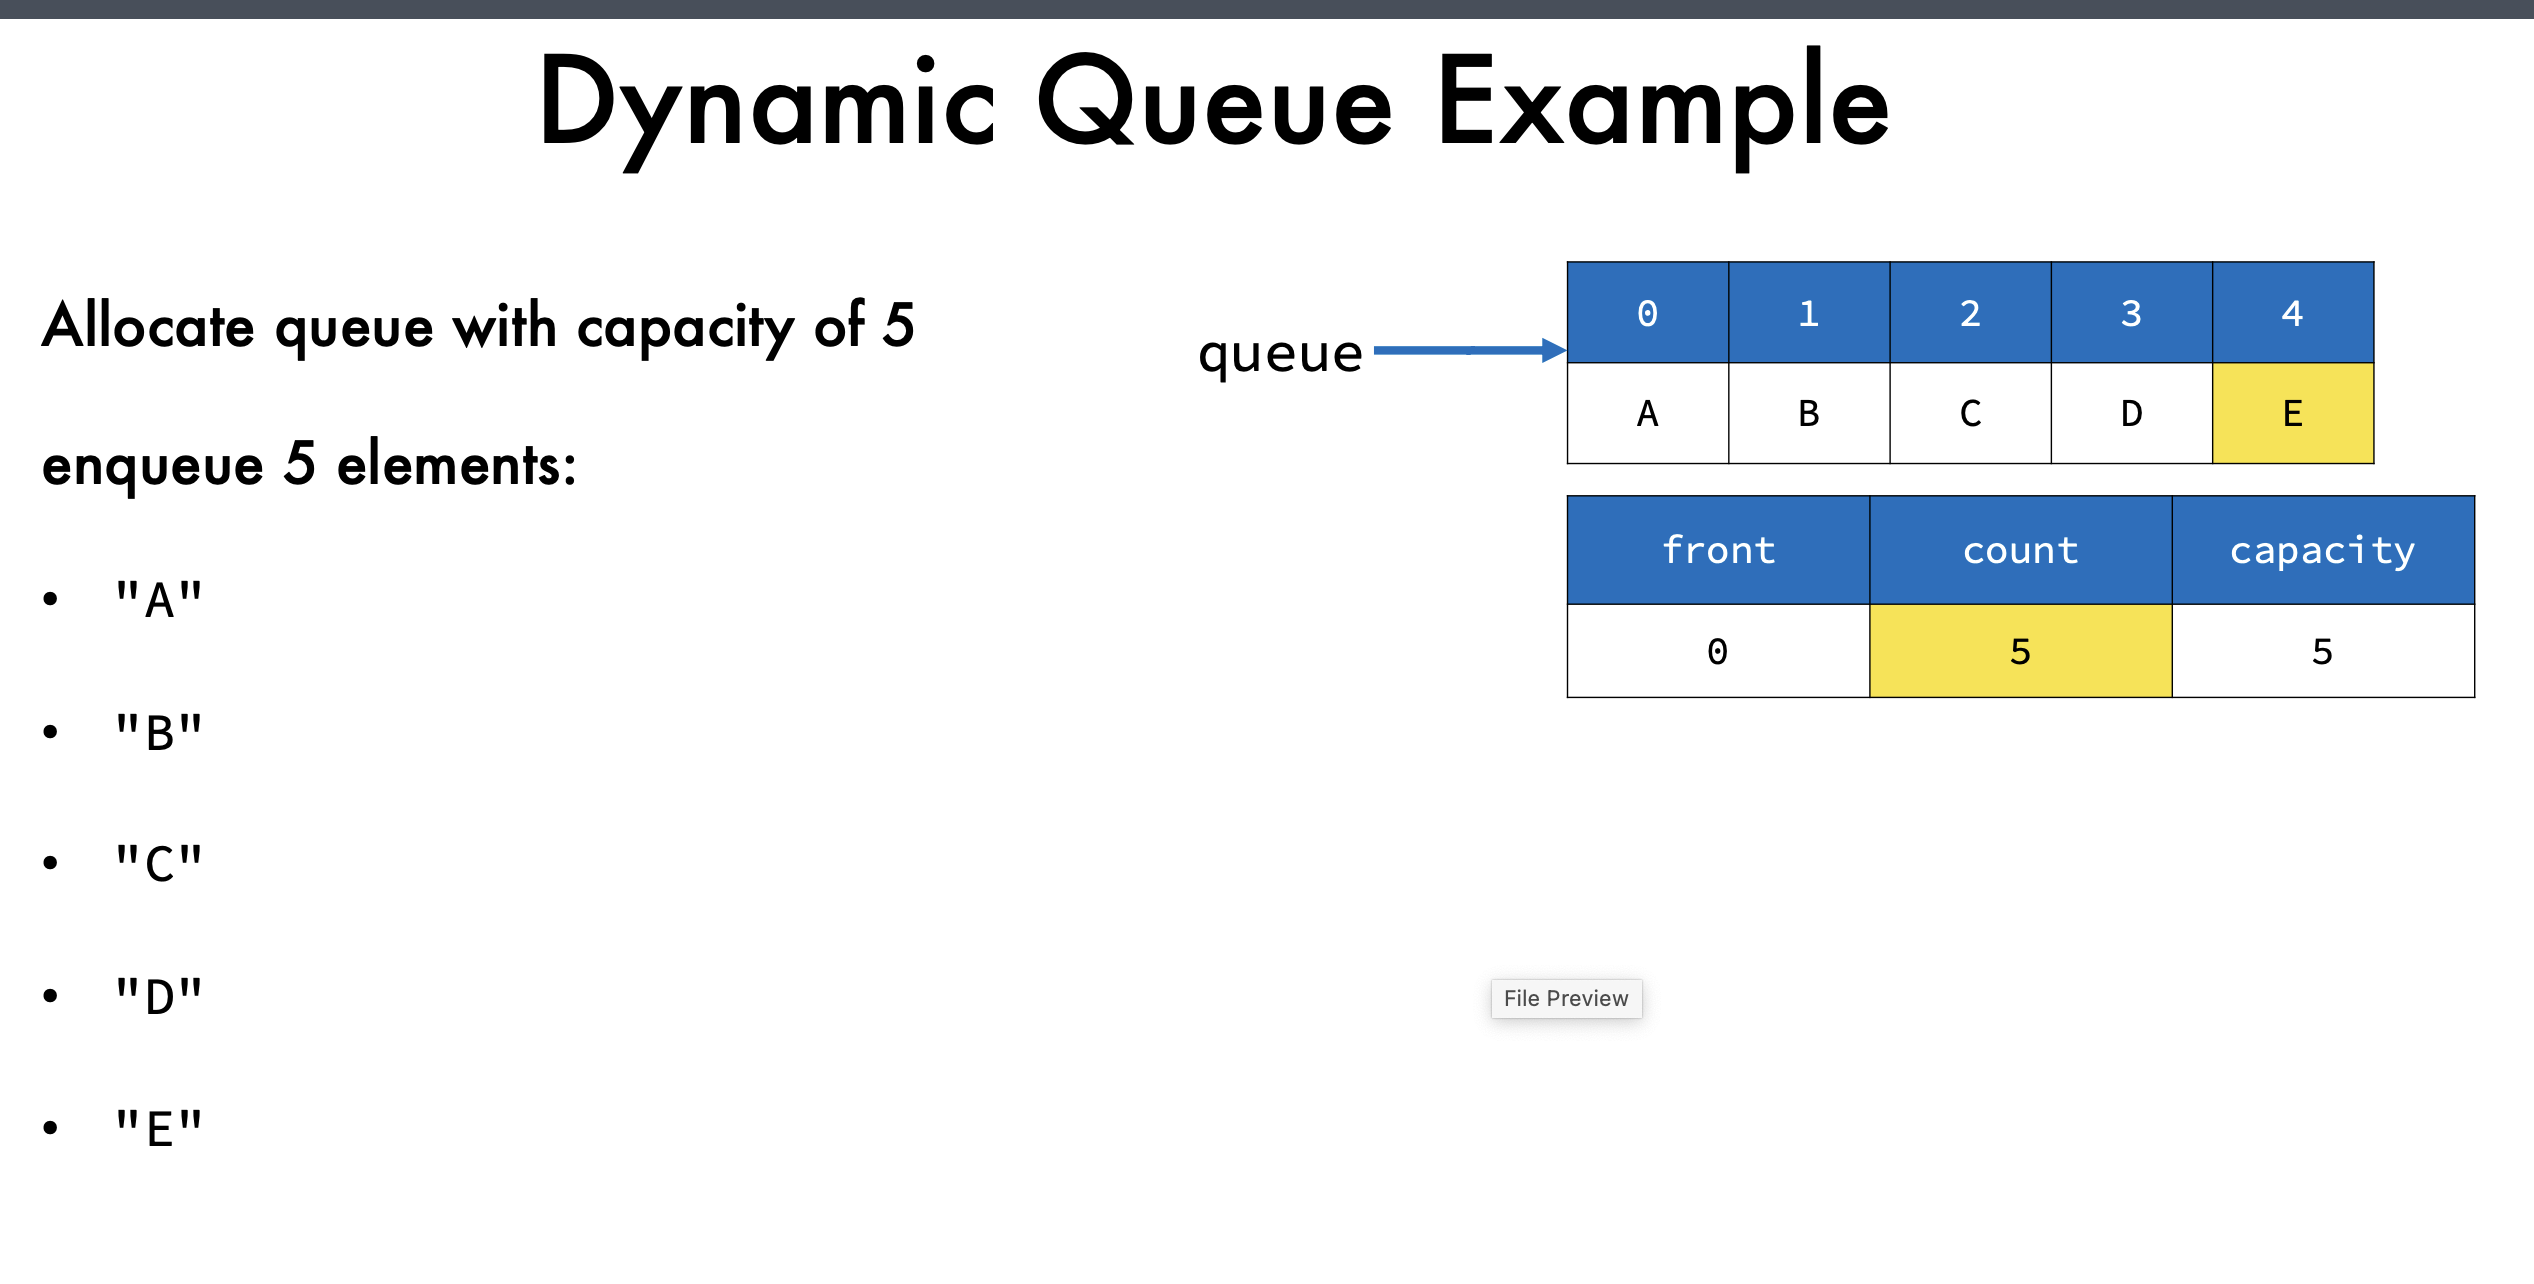 Dynamic Queue Example
Allocate queue with capacity of 5
enqueue 5 elements:
• "A"
• "B"
• "C"
• "D"
• "E"
queue
0 1 2 3 4
A B C D E
front count capacity
0 5 5
File Preview